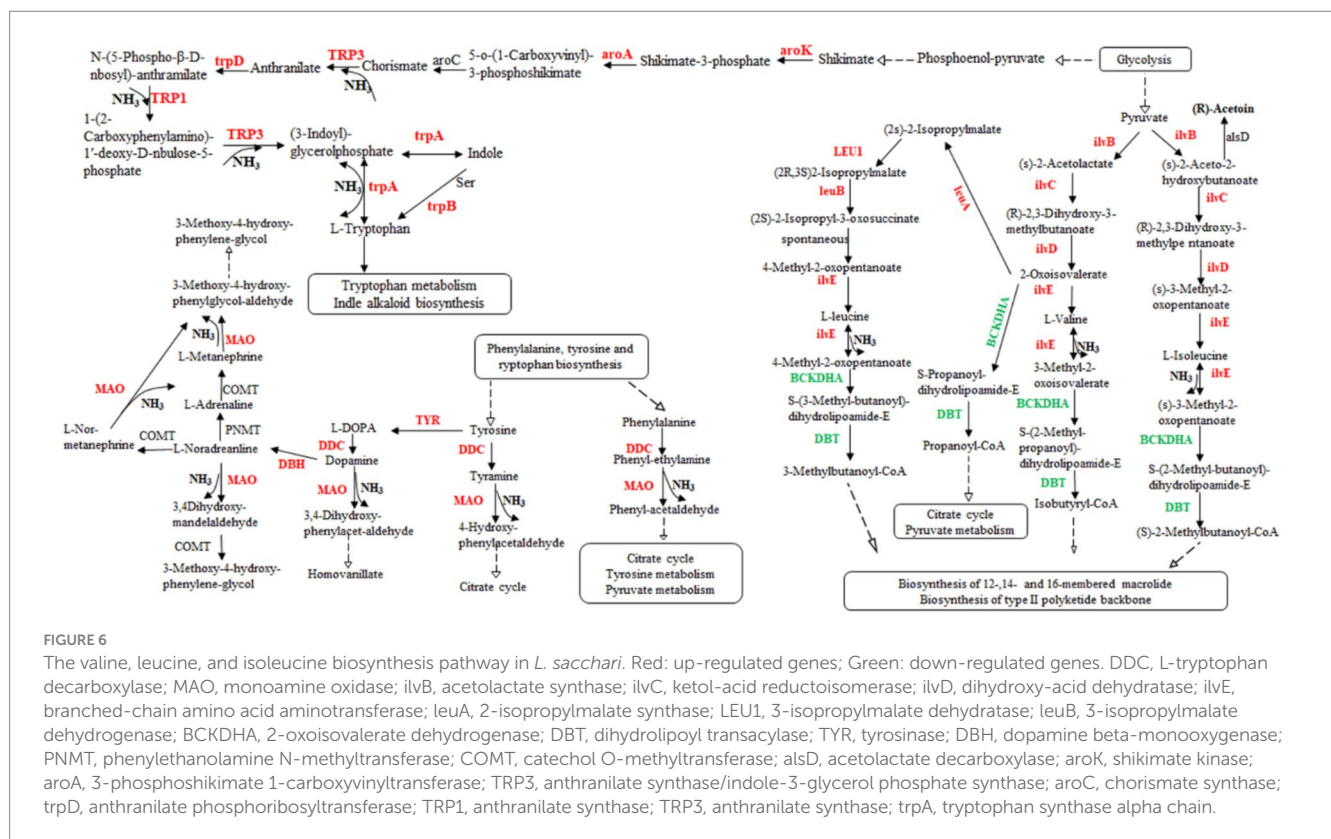 N-(5-Phospho-β-D-
nbosyl)-anthramilate
trpD
Anthranilate
TRP3
Chorismate
aroC
5-o-(1-Carboxyvinyl)-
3-phosphoshikimate
aroA
Shikimate-3-phosphate
aroK
Shikimate
Phosphoenol-pyruvate
Glycolysis
NH3
NH3
TRP1
1-(2-
Carboxyphenylamino)-
1'-deoxy-D-nbulose-5-
phosphate
TRP3
NH3
(3-Indoyl)-
glycerolphosphate
trpA
Indole
NH3
trpA
Ser
trpB
L-Tryptophan
Tryptophan metabolism
Indle alkaloid biosynthesis
3-Methoxy-4-hydroxy-
phenylene-glycol
3-Methoxy-4-hydroxy-
phenylglycol-aldehyde
NH3
MAO
L-Metanephrine
MAO
NH3
COMT
L-Adrenaline
PNMT
L-Nor-
metanephrine
COMT
L-Noradreanline
DBH
NH3
MAO
3,4Dihydroxy-
mandelaldehyde
COMT
3-Methoxy-4-hydroxy-
phenylene-glycol
Phenylalanine, tyrosine and
ryptophan biosynthesis
L-DOPA
TYR
Tyrosine
DDC
Dopamine
MAO
NH3
3,4-Dihydroxy-
phenylacet-aldehyde
Homovanillate
DDC
Tyramine
MAO
NH3
4-Hydroxy-
phenylacetaldehyde
Citrate cycle
Phenylalanine
DDC
Phenyl-ethylamine
MAO
NH3
Phenyl-acetaldehyde
Citrate cycle
Tyrosine metabolism
Pyruvate metabolism
Pyruvate
(R)-Acetoin
alsD
ilvB
ilvB
(2s)-2-Isopropylmalate
LEU1
(2R,3S)2-Isopropylmalate
leuB
leuA
(2S)-2-Isopropyl-3-oxosuccinate
spontaneous
4-Methyl-2-oxopentanoate
ilvE
L-leucine
ilvE
NH3
4-Methyl-2-oxopentanoate
BCKDHA
S-(3-Methyl-butanoyl)-
dihydrolipoamide-E
DBT
3-Methylbutanoyl-CoA
(s)-2-Acetolactate
ilvC
(R)-2,3-Dihydroxy-3-
methylbutanoate
ilvD
2-Oxoisovalerate
ilvE
BCKDHA
S-Propanoyl-
dihydrolipoamide-E
DBT
Propanoyl-CoA
Citrate cycle
Pyruvate metabolism
L-Valine
ilvE
NH3
3-Methyl-2-
oxoisovalerate
BCKDHA
S-(2-Methyl-
propanoyl)-
dihydrolipoamide-E
DBT
Isobutyryl-CoA
(s)-2-Aceto-2-
hydroxybutanoate
ilvC
(R)-2,3-Dihydroxy-3-
methylpe ntanoate
ilvD
(s)-3-Methyl-2-
oxopentanoate
ilvE
L-Isoleucine
NH3
ilvE
(s)-3-Methyl-2-
oxopentanoate
BCKDHA
S-(2-Methyl-butanoyl)-
dihydrolipoamide-E
DBT
(S)-2-Methylbutanoyl-CoA
Biosynthesis of 12-,14- and 16-membered macrolide
Biosynthesis of type II polyketide backbone
FIGURE 6
The valine, leucine, and isoleucine biosynthesis pathway in L. sacchari. Red: up-regulated genes; Green: down-regulated genes. DDC, L-tryptophan
decarboxylase; MAO, monoamine oxidase; ilvB, acetolactate synthase; ilvC, ketol-acid reductoisomerase; ilvD, dihydroxy-acid dehydratase; ilvE,
branched-chain amino acid aminotransferase; leuA, 2-isopropylmalate synthase; LEU1, 3-isopropylmalate dehydratase; leuB, 3-isopropylmalate
dehydrogenase; BCKDHA, 2-oxoisovalerate dehydrogenase; DBT, dihydrolipoyl transacylase; TYR, tyrosinase; DBH, dopamine beta-monooxygenase;
PNMT, phenylethanolamine N-methyltransferase; COMT, catechol O-methyltransferase; alsD, acetolactate decarboxylase; aroK, shikimate kinase;
aroA, 3-phosphoshikimate 1-carboxyvinyltransferase; TRP3, anthranilate synthase/indole-3-glycerol phosphate synthase; aroC, chorismate synthase;
trpD, anthranilate phosphoribosyltransferase; TRP1, anthranilate synthase; TRP3, anthranilate synthase; trpA, tryptophan synthase alpha chain.